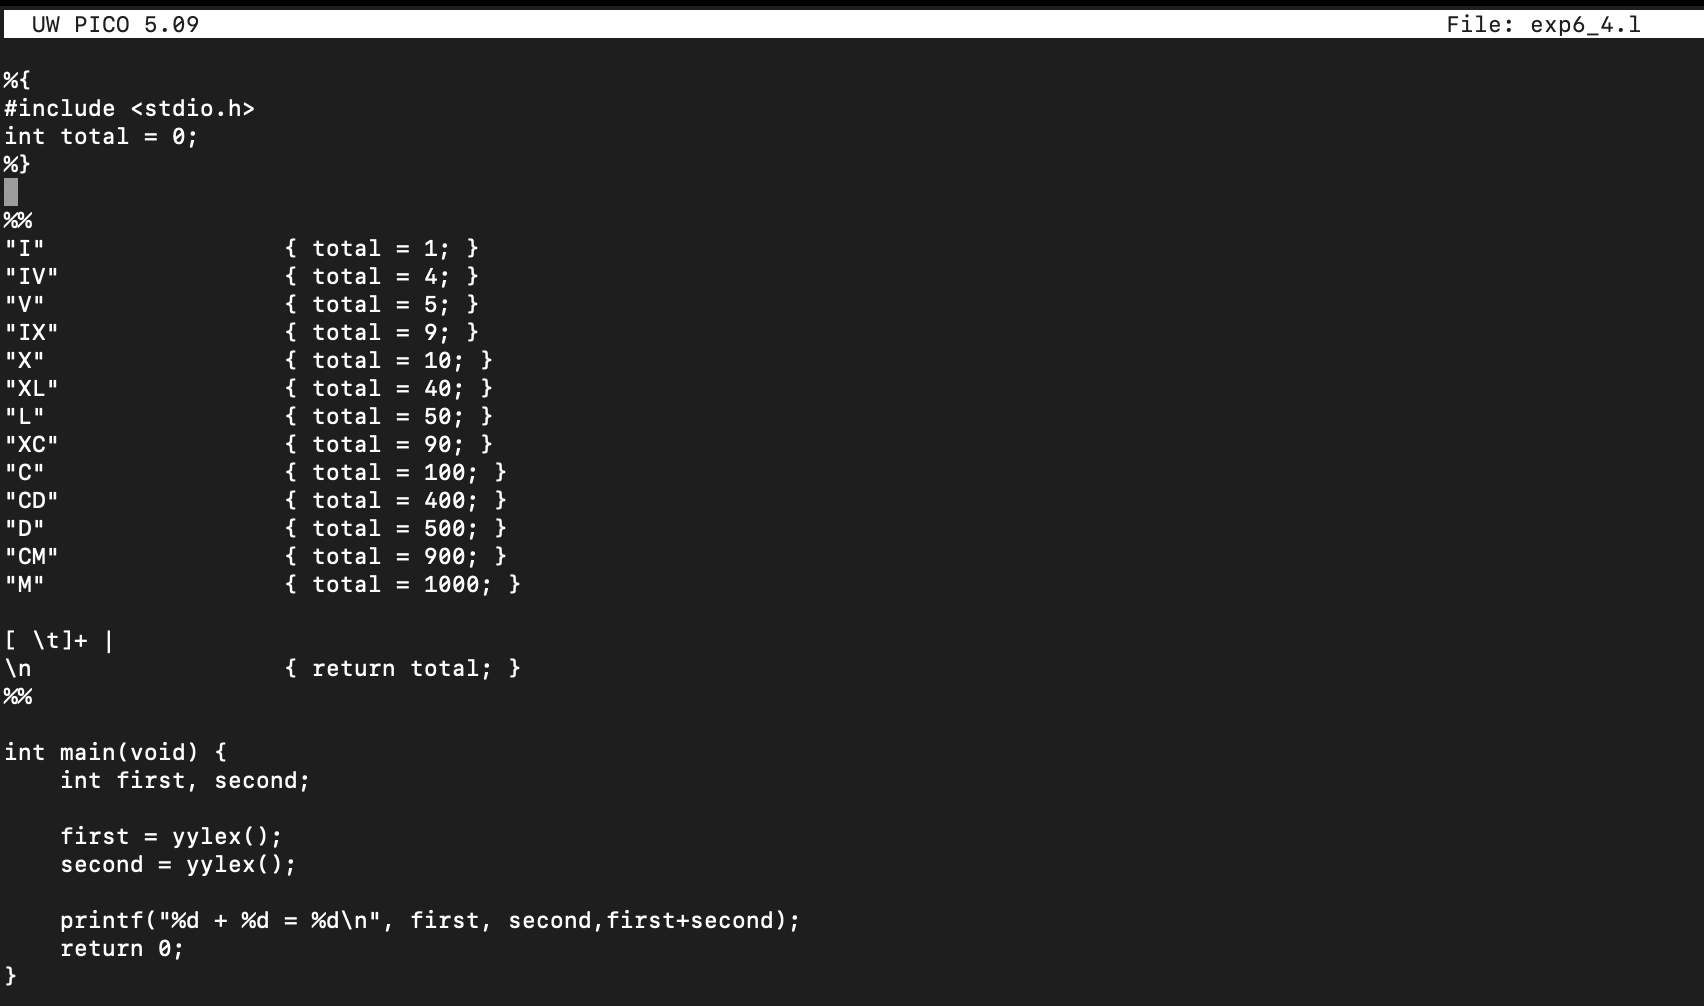 UW PICO 5.09 File: exp6_4.l
%{
#include <stdio.h>
int total = 0;
%}
%%
"I" { total = 1; }
"IV" { total = 4; }
"V" { total = 5; }
"IX" { total = 9; }
"X" { total = 10; }
"XL" { total = 40; }
"L" { total = 50; }
"XC" { total = 90; }
"C" { total = 100; }
"CD" { total = 400; }
"D" { total = 500; }
"CM" { total = 900; }
"M" { total = 1000; }
[ \t]+ |
\n { return total; }
%%
int main(void) {
int first, second;
first = yylex();
second = yylex();
printf("%d + %d = %d\n", first, second,first+second);
return 0;
}